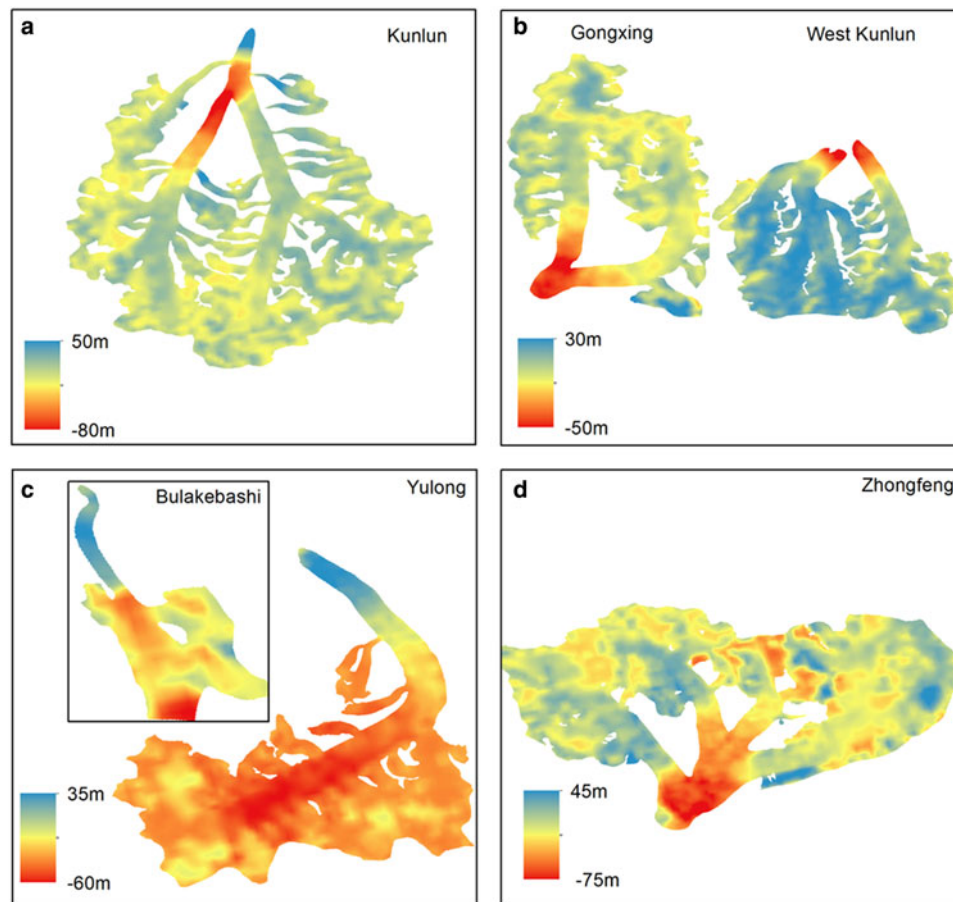 a
Kunlun
50m
-80m
b
Gongxing
West Kunlun
30m
-50m
c
Bulakebashi
Yulong
35m
-60m
d
Zhongfeng
45m
-75m